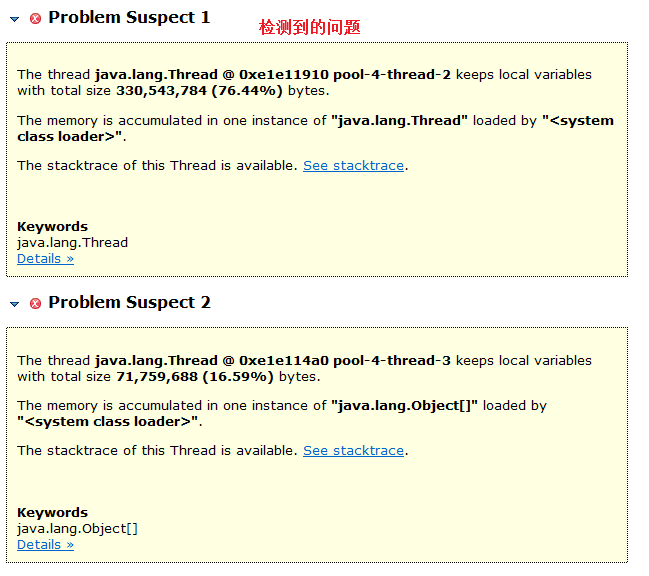 Problem Suspect 1
检测到的问题
The thread java.lang.Thread @ 0xe1e11910 pool-4-thread-2 keeps local variables
with total size 330,543,784 (76.44%) bytes.
The memory is accumulated in one instance of "java.lang.Thread" loaded by "<system
class loader>".
The stacktrace of this Thread is available. See stacktrace.
Keywords
java.lang.Thread
Details »
Problem Suspect 2
The thread java.lang.Thread @ 0xe1e114a0 pool-4-thread-3 keeps local variables
with total size 71,759,688 (16.59%) bytes.
The memory is accumulated in one instance of "java.lang.Object[]" loaded by
"<system class loader>".
The stacktrace of this Thread is available. See stacktrace.
Keywords
java.lang.Object[]
Details »